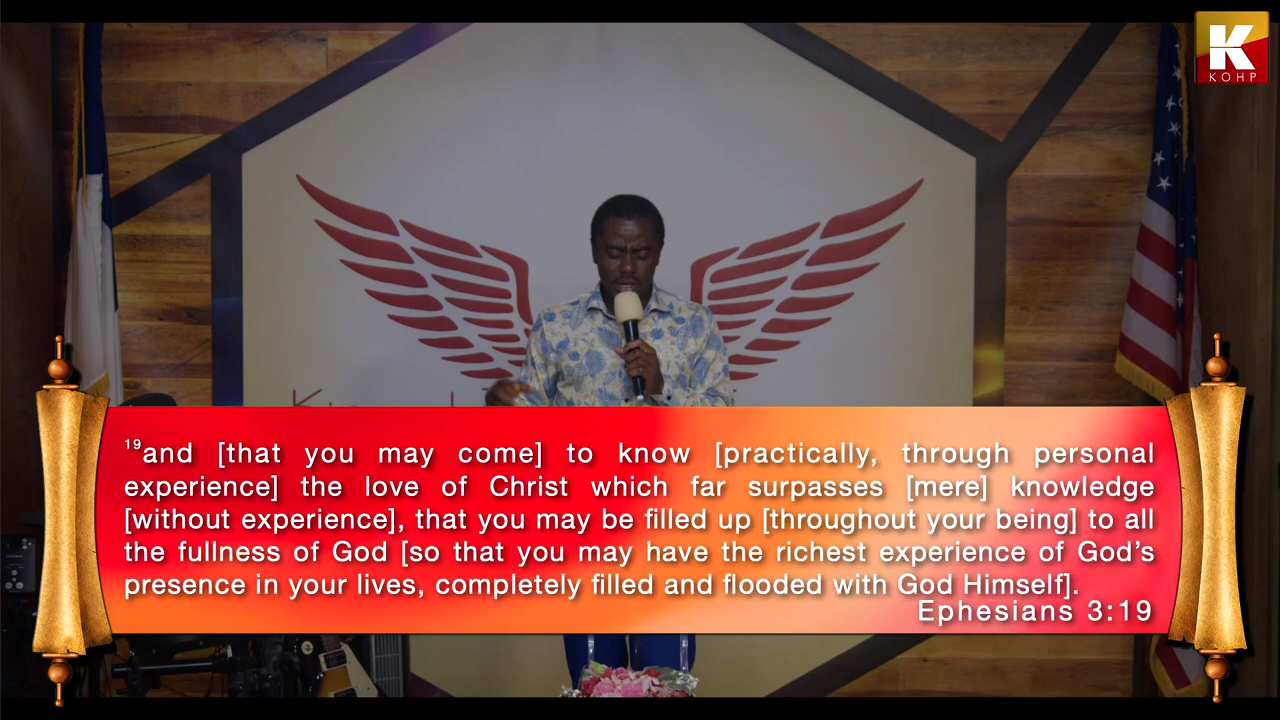 K
KOHP
19and [that you may come] to know [practically, through personal
experience] the love of Christ which far surpasses [mere] knowledge
[without experience], that you may be filled up [throughout your being] to all
the fullness of God [so that you may have the richest experience of God’s
presence in your lives, completely filled and flooded with God Himself].
Ephesians 3:19